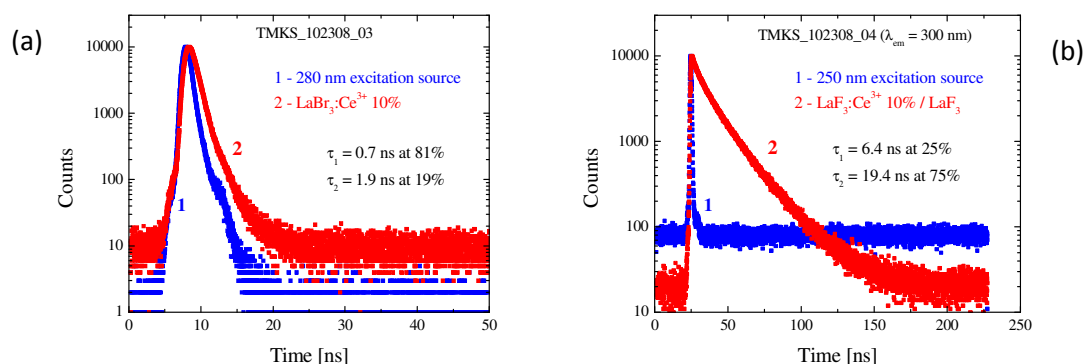 (a)
TMKS_102308_03
1 - 280 nm excitation source
2 - LaBr₃:Ce³⁺ 10%
τ₁ = 0.7 ns at 81%
τ₂ = 1.9 ns at 19%
2
1
Counts
10000
1000
100
10
1
0 10 20 30 40 50
Time [ns]
(b)
TMKS_102308_04 (λem = 300 nm)
1 - 250 nm excitation source
2 - LaF₃:Ce³⁺ 10% / LaF₃
τ₁ = 6.4 ns at 25%
τ₂ = 19.4 ns at 75%
2
1
Counts
10000
1000
100
10
0 50 100 150 200 250
Time [ns]